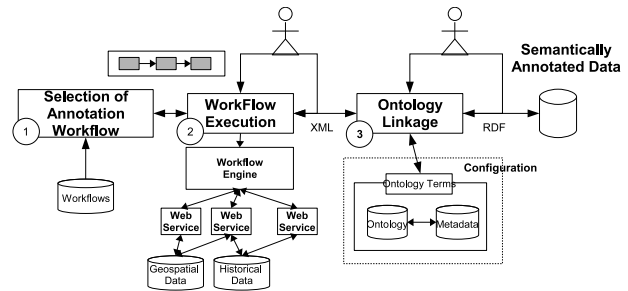 Semantically
Annotated Data
Selection of
Annotation
Workflow
1
WorkFlow
Execution
2
XML
Ontology
Linkage
3
RDF
Workflows
Workflow
Engine
Configuration
Ontology Terms
Ontology
Metadata
Web
Service
Web
Service
Web
Service
Geospatial
Data
Historical
Data